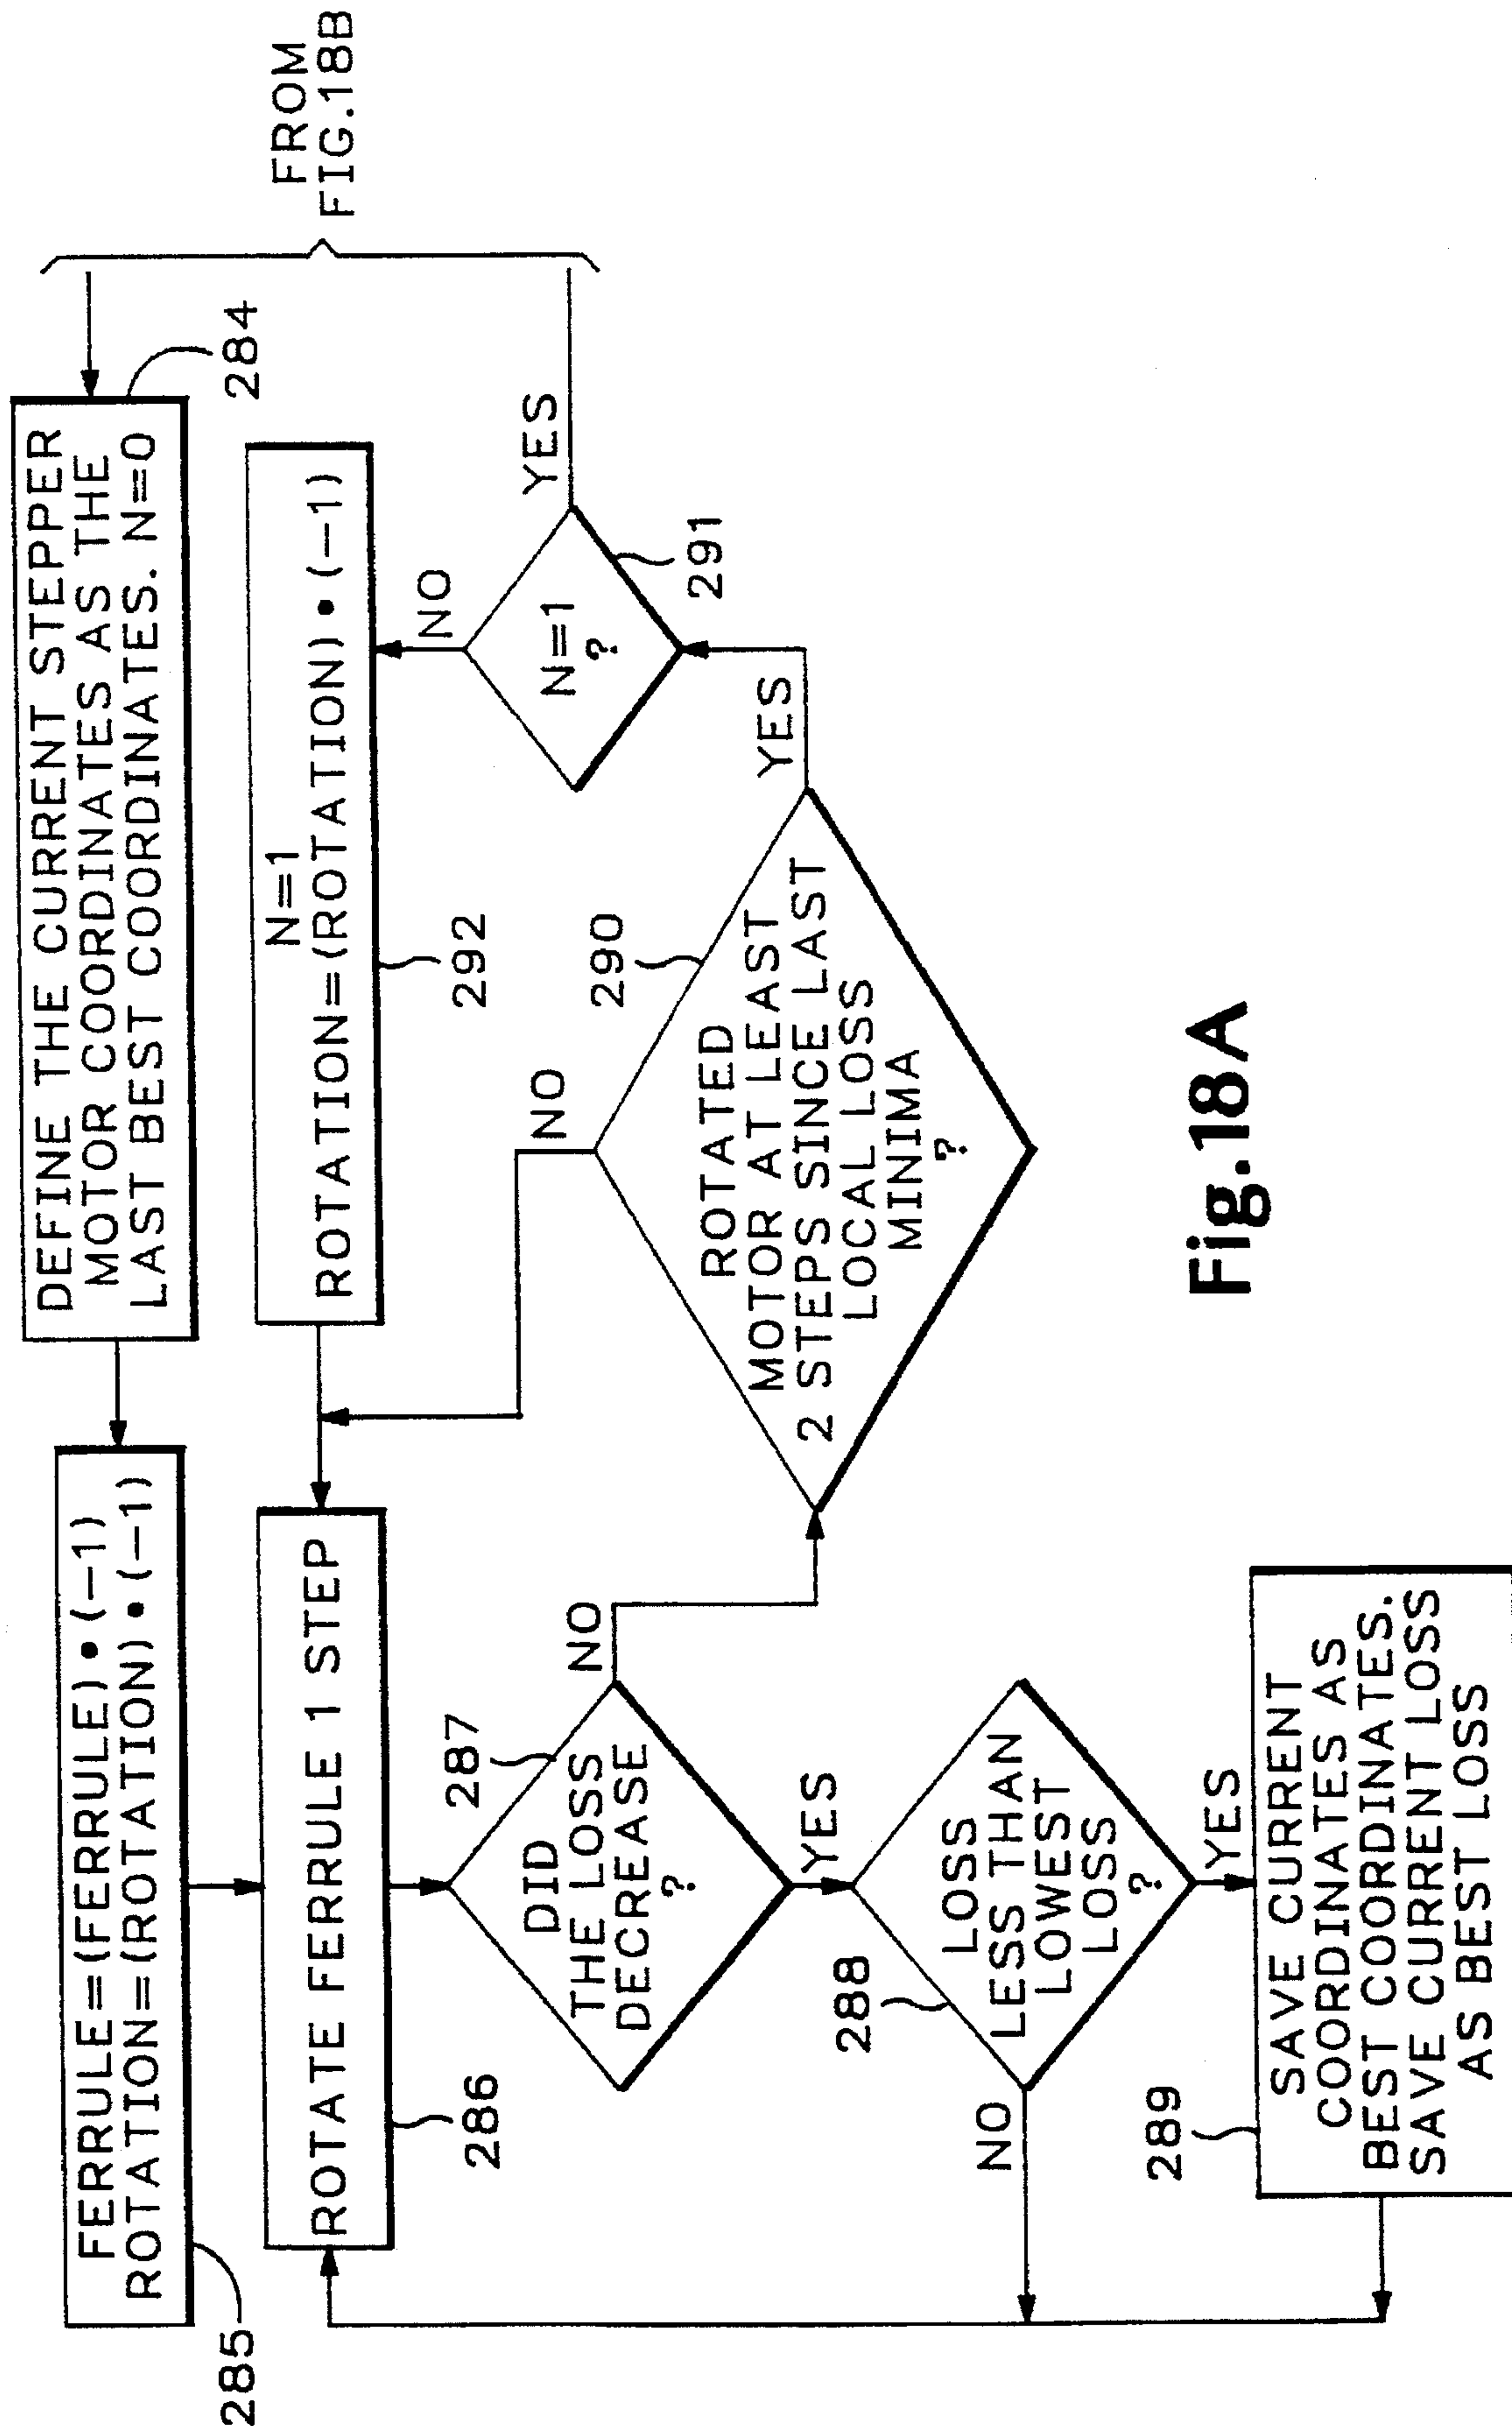 FROM
FIG.18B
DEFINE THE CURRENT STEPPER
MOTOR COORDINATES AS THE
LAST BEST COORDINATES. N=0
284
FERRULE=(FERRULE)•(-1)
ROTATION=(ROTATION)•(-1)
285
ROTATE FERRULE 1 STEP
286
DID
THE LOSS
DECREASE
?
287
NO
YES
LOSS
LESS THAN
LOWEST
LOSS
?
288
NO
YES
SAVE CURRENT
COORDINATES AS
BEST COORDINATES.
SAVE CURRENT LOSS
AS BEST LOSS
289
ROTATED
MOTOR AT LEAST
2 STEPS SINCE LAST
LOCAL LOSS
MINIMA
?
290
NO
YES
N=1
?
291
NO
YES
N=1
ROTATION=(ROTATION)•(-1)
292
Fig.18A